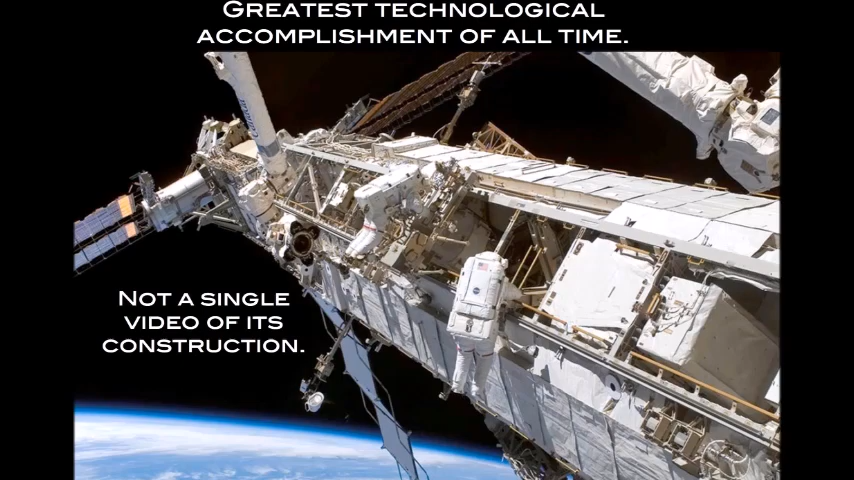 Greatest technological
accomplishment of all time.
Not a single
video of its
construction.